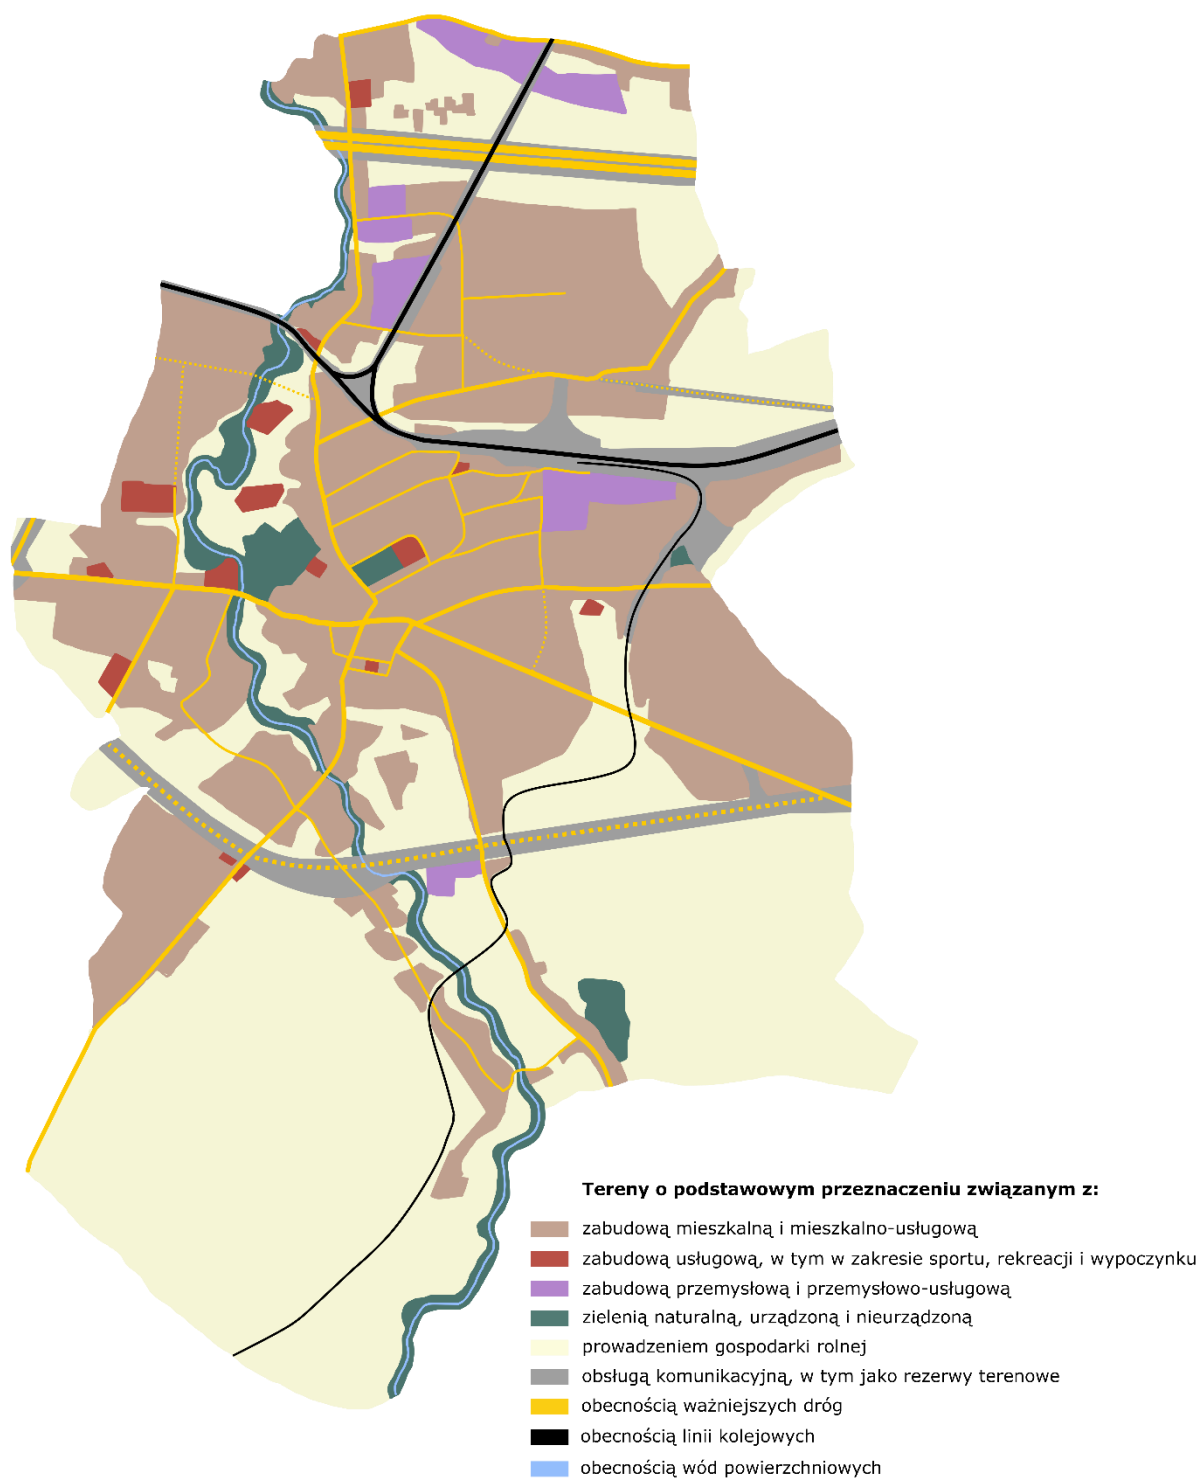 Tereny o podstawowym przeznaczeniu związanym z:
zabudową mieszkalną i mieszkalno-usługową
zabudową usługową, w tym w zakresie sportu, rekreacji i wypoczynku
zabudową przemysłową i przemysłowo-usługową
zielenią naturalną, urządzoną i nieurządzoną
prowadzeniem gospodarki rolnej
obsługą komunikacyjną, w tym jako rezerwy terenowe
obecnością ważniejszych dróg
obecnością linii kolejowych
obecnością wód powierzchniowych